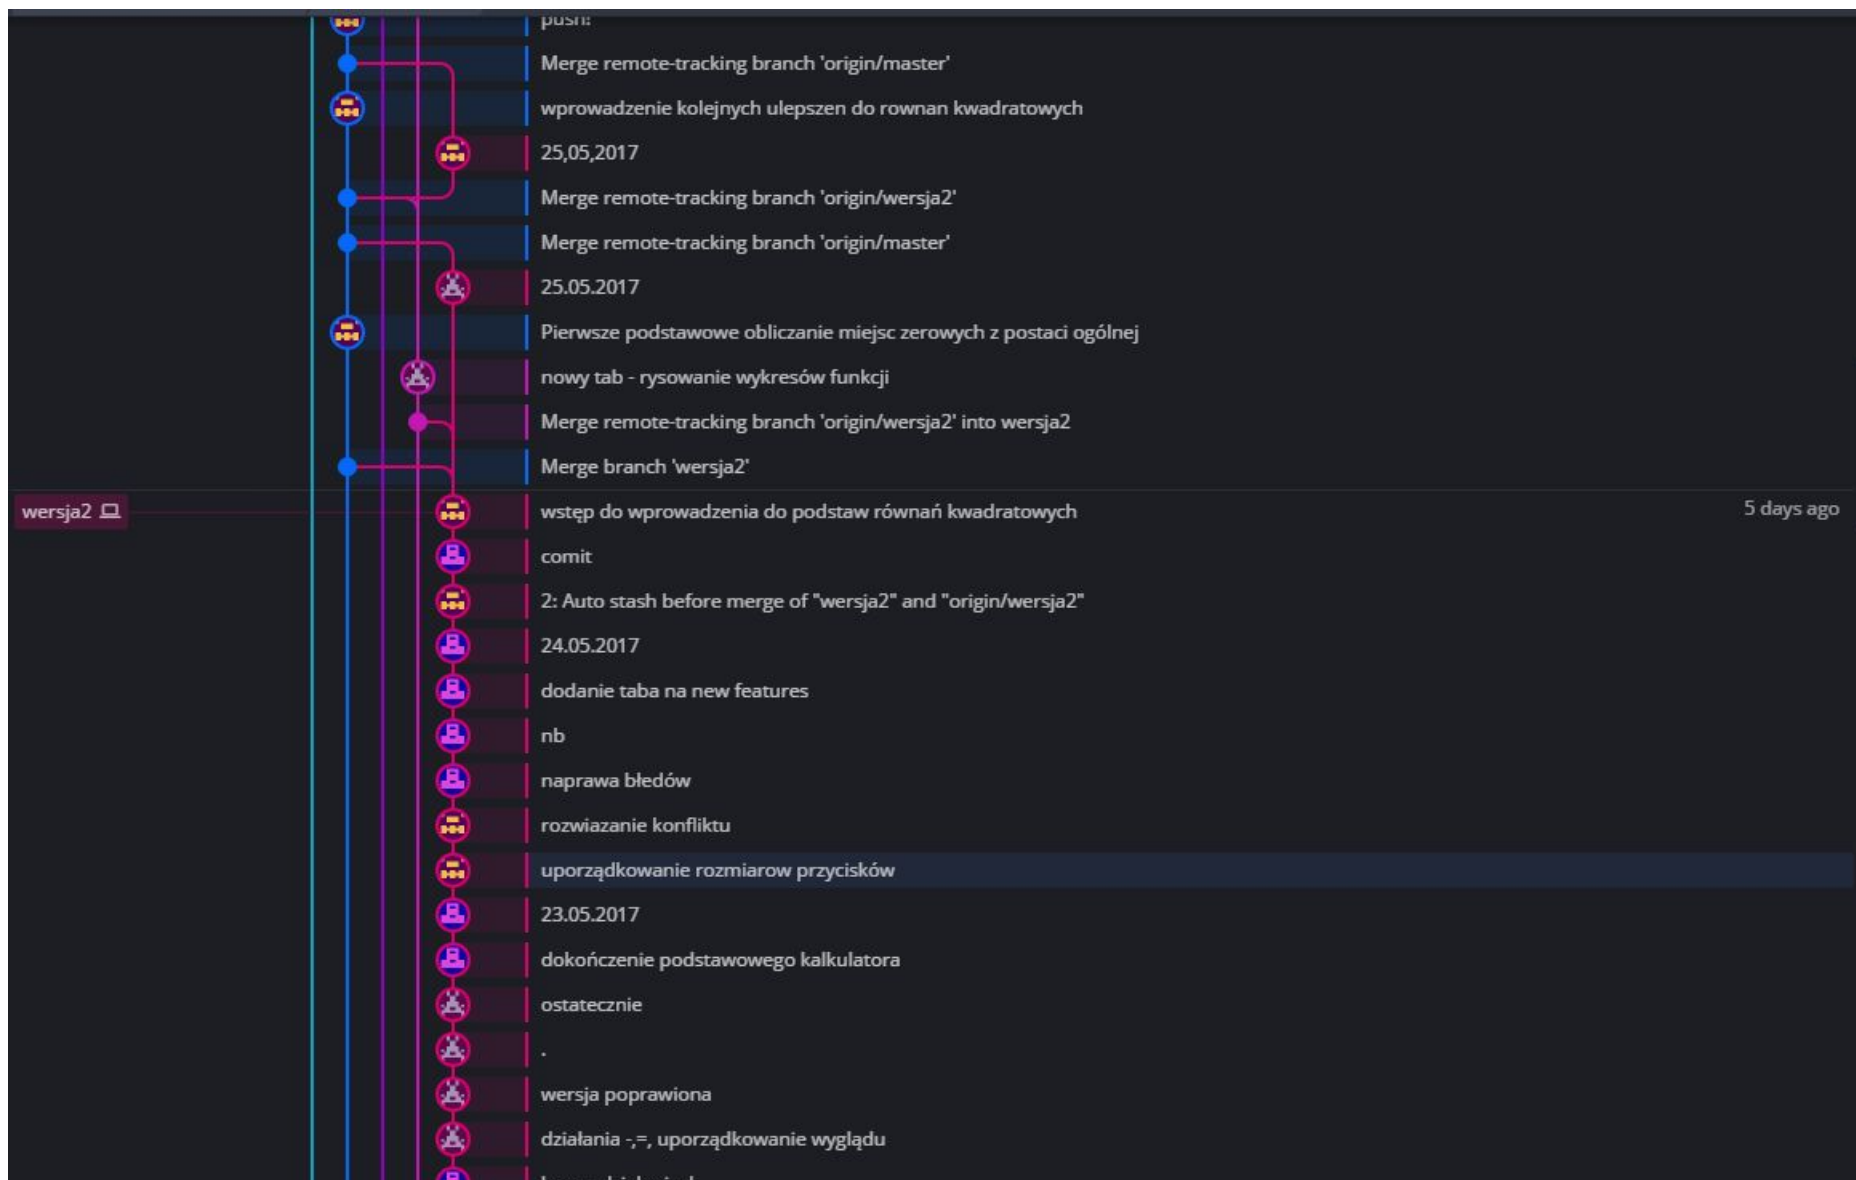 push!
Merge remote-tracking branch 'origin/master'
wprowadzenie kolejnych ulepszen do rownan kwadratowych
25,05,2017
Merge remote-tracking branch 'origin/wersja2'
Merge remote-tracking branch 'origin/master'
25.05.2017
Pierwsze podstawowe obliczanie miejsc zerowych z postaci ogólnej
nowy tab - rysowanie wykresów funkcji
Merge remote-tracking branch 'origin/wersja2' into wersja2
Merge branch 'wersja2'
wersja2 wstęp do wprowadzenia do podstaw równań kwadratowych 5 days ago
comit
2: Auto stash before merge of "wersja2" and "origin/wersja2"
24.05.2017
dodanie taba na new features
nb
naprawa błedów
rozwiazanie konfliktu
uporządkowanie rozmiarow przycisków
23.05.2017
dokończenie podstawowego kalkulatora
ostatecznie
.
wersja poprawiona
działania -,=, uporządkowanie wyglądu